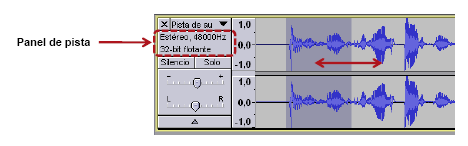 Panel de pista
× Pista de su ▼
Estéreo, 48000Hz
32-bit flotante
Silencio Solo
- +
L R
1,0
0,0
-1,0
1,0
0,0
-1,0